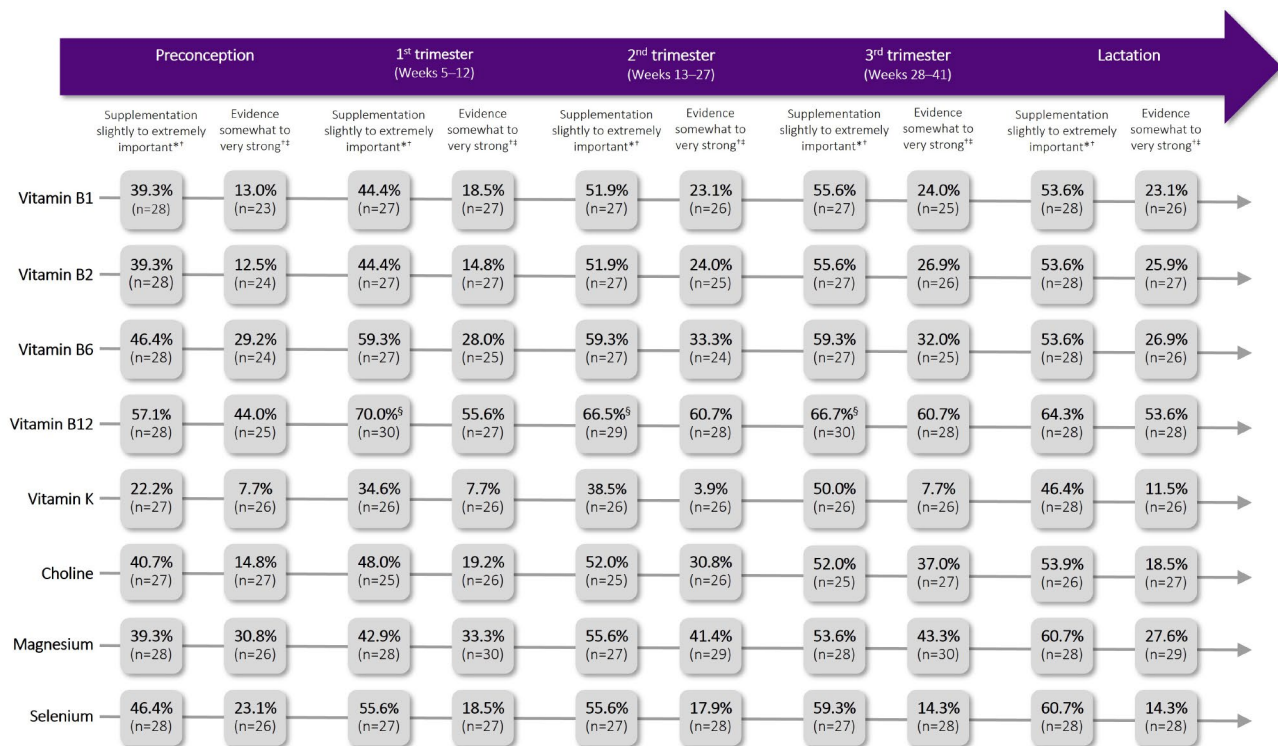 Preconception 1st trimester 2nd trimester 3rd trimester Lactation
(Weeks 5–12) (Weeks 13–27) (Weeks 28–41)
Supplementation Evidence Supplementation Evidence Supplementation Evidence Supplementation Evidence Supplementation Evidence
slightly to extremely somewhat to slightly to extremely somewhat to slightly to extremely somewhat to slightly to extremely somewhat to slightly to extremely somewhat to
important*† very strong†‡ important*† very strong†‡ important*† very strong†‡ important*† very strong†‡ important*† very strong†‡
Vitamin B1 39.3% 13.0% 44.4% 18.5% 51.9% 23.1% 55.6% 24.0% 53.6% 23.1%
(n=28) (n=23) (n=27) (n=27) (n=27) (n=26) (n=27) (n=25) (n=28) (n=26)
Vitamin B2 39.3% 12.5% 44.4% 14.8% 51.9% 24.0% 55.6% 26.9% 53.6% 25.9%
(n=28) (n=24) (n=27) (n=27) (n=27) (n=25) (n=27) (n=26) (n=28) (n=27)
Vitamin B6 46.4% 29.2% 59.3% 28.0% 59.3% 33.3% 59.3% 32.0% 53.6% 26.9%
(n=28) (n=24) (n=27) (n=25) (n=27) (n=24) (n=27) (n=25) (n=28) (n=26)
Vitamin B12 57.1% 44.0% 70.0%§ 55.6% 66.5%§ 60.7% 66.7%§ 60.7% 64.3% 53.6%
(n=28) (n=25) (n=30) (n=27) (n=29) (n=28) (n=30) (n=28) (n=28) (n=28)
Vitamin K 22.2% 7.7% 34.6% 7.7% 38.5% 3.9% 50.0% 7.7% 46.4% 11.5%
(n=27) (n=26) (n=26) (n=26) (n=26) (n=26) (n=26) (n=26) (n=28) (n=26)
Choline 40.7% 14.8% 48.0% 19.2% 52.0% 30.8% 52.0% 37.0% 53.9% 18.5%
(n=27) (n=27) (n=25) (n=26) (n=25) (n=26) (n=25) (n=27) (n=26) (n=27)
Magnesium 39.3% 30.8% 42.9% 33.3% 55.6% 41.4% 53.6% 43.3% 60.7% 27.6%
(n=28) (n=26) (n=28) (n=30) (n=27) (n=29) (n=28) (n=30) (n=28) (n=29)
Selenium 46.4% 23.1% 55.6% 18.5% 55.6% 17.9% 59.3% 14.3% 60.7% 14.3%
(n=28) (n=26) (n=27) (n=27) (n=27) (n=28) (n=27) (n=28) (n=28) (n=28)